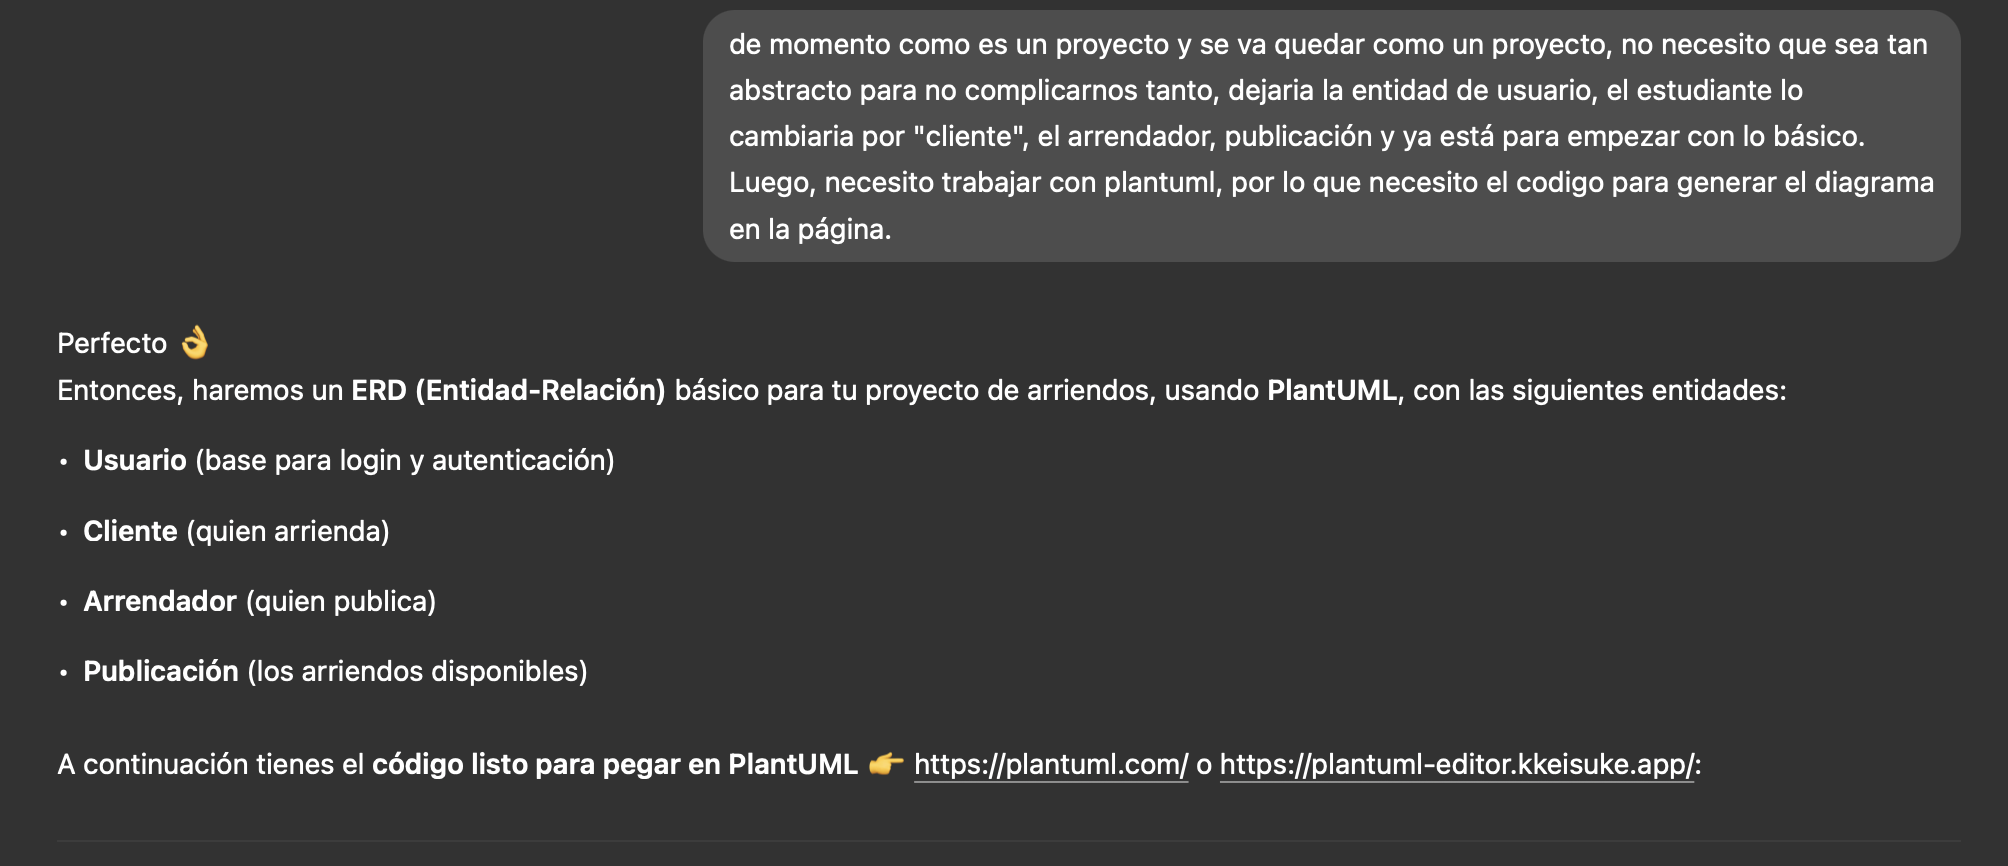 de momento como es un proyecto y se va quedar como un proyecto, no necesito que sea tan
abstracto para no complicarnos tanto, dejaria la entidad de usuario, el estudiante lo
cambiaria por "cliente", el arrendador, publicación y ya está para empezar con lo básico.
Luego, necesito trabajar con plantuml, por lo que necesito el codigo para generar el diagrama
en la página.
Perfecto 👌
Entonces, haremos un ERD (Entidad-Relación) básico para tu proyecto de arriendos, usando PlantUML, con las siguientes entidades:
• Usuario (base para login y autenticación)
• Cliente (quien arrienda)
• Arrendador (quien publica)
• Publicación (los arriendos disponibles)
A continuación tienes el código listo para pegar en PlantUML 👉 https://plantuml.com/ o https://plantuml-editor.kkeisuke.app/: